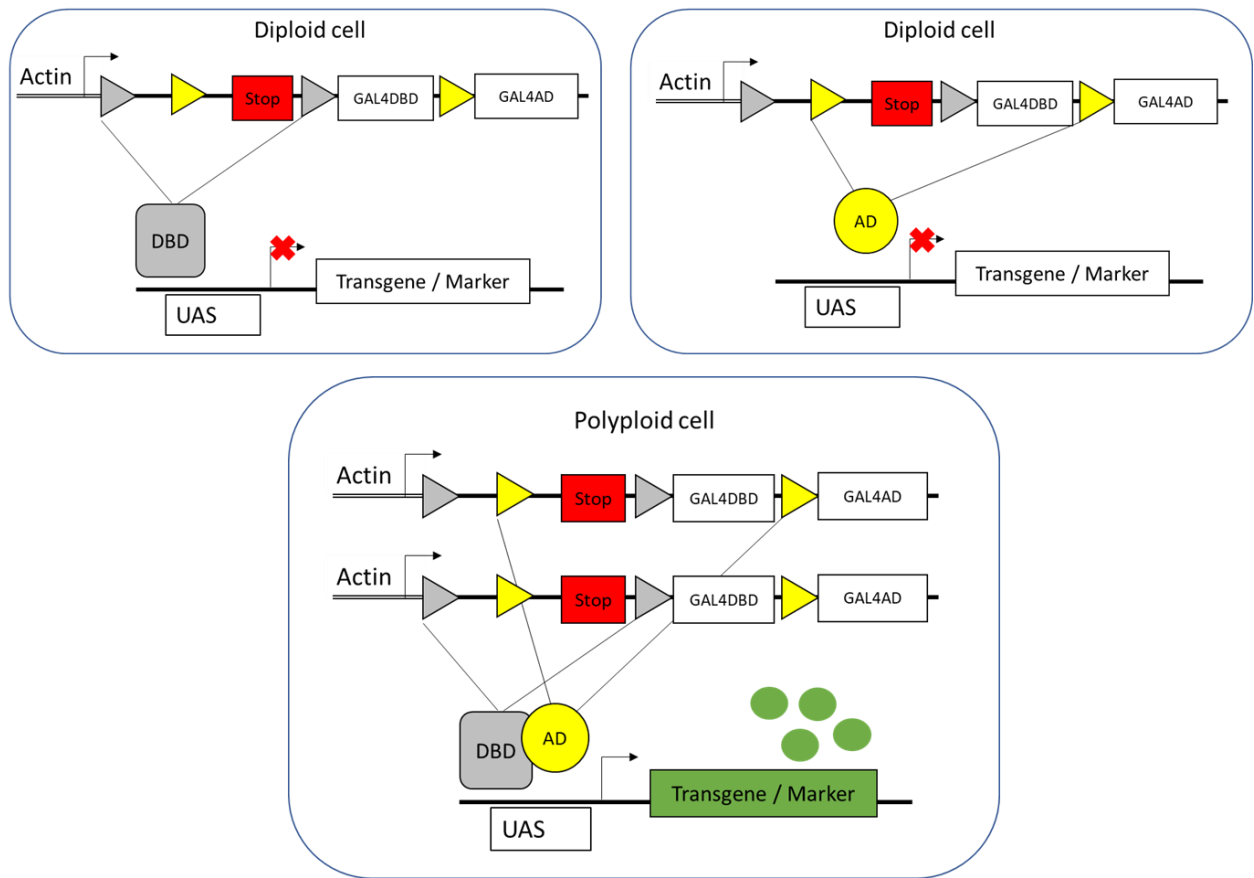 Diploid cell
Actin
Stop
GAL4DBD
GAL4AD
DBD
Transgene / Marker
UAS
Diploid cell
Actin
Stop
GAL4DBD
GAL4AD
AD
Transgene / Marker
UAS
Polyploid cell
Actin
Stop
GAL4DBD
GAL4AD
Actin
Stop
GAL4DBD
GAL4AD
DBD
AD
Transgene / Marker
UAS